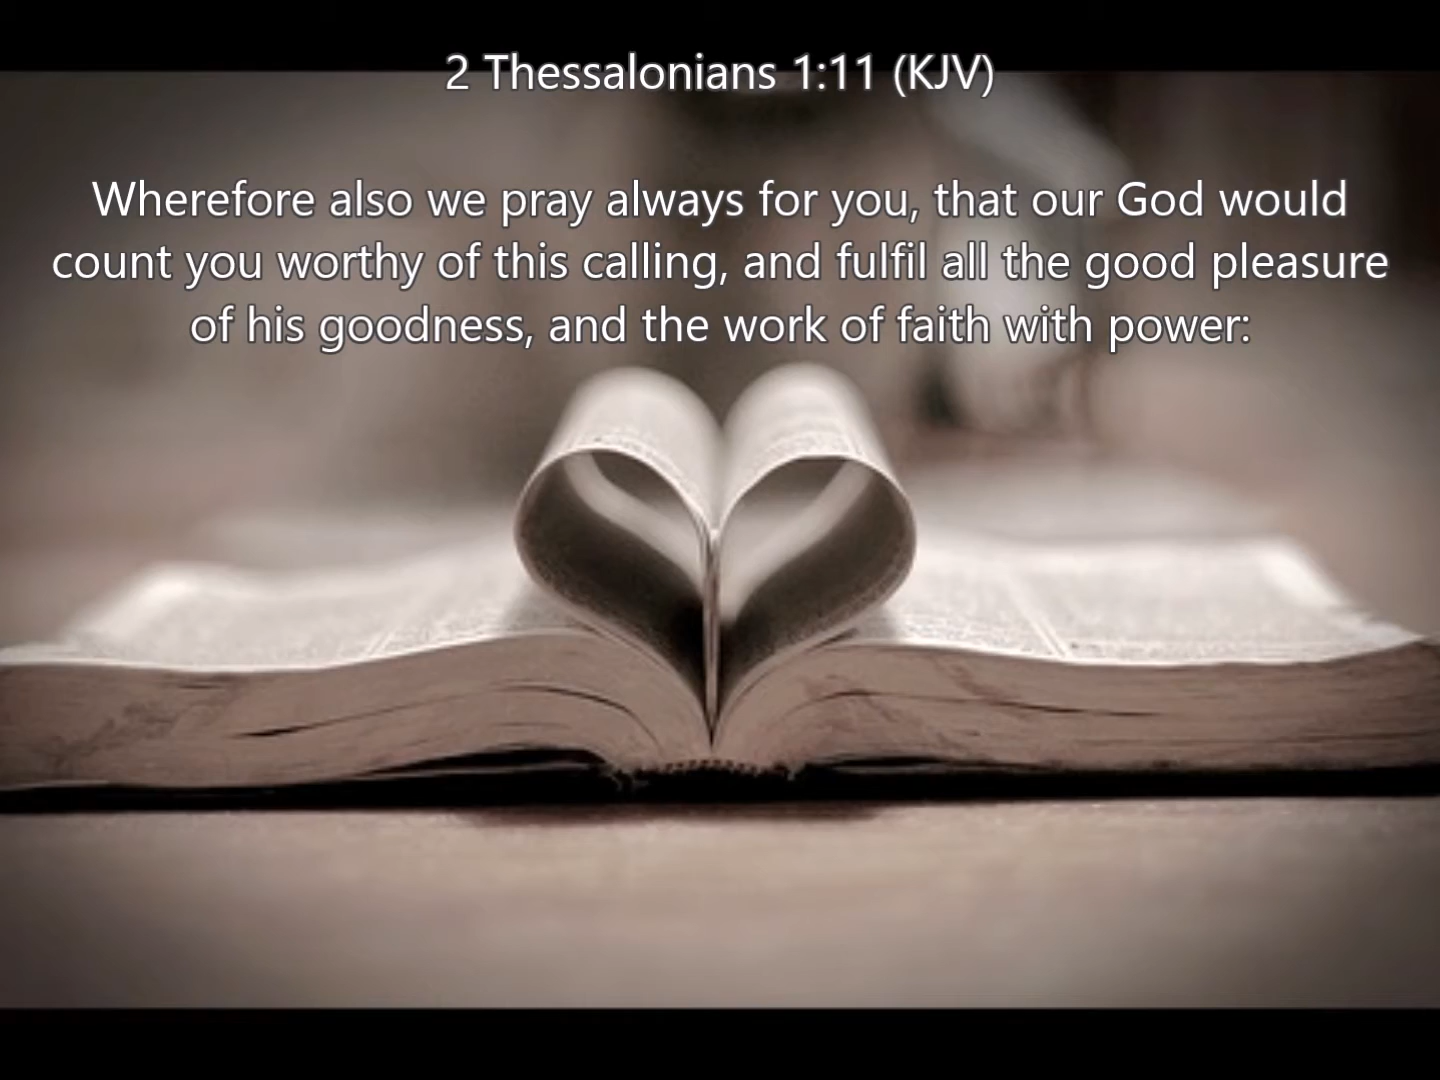 2 Thessalonians 1:11 (KJV)
Wherefore also we pray always for you, that our God would
count you worthy of this calling, and fulfil all the good pleasure
of his goodness, and the work of faith with power: